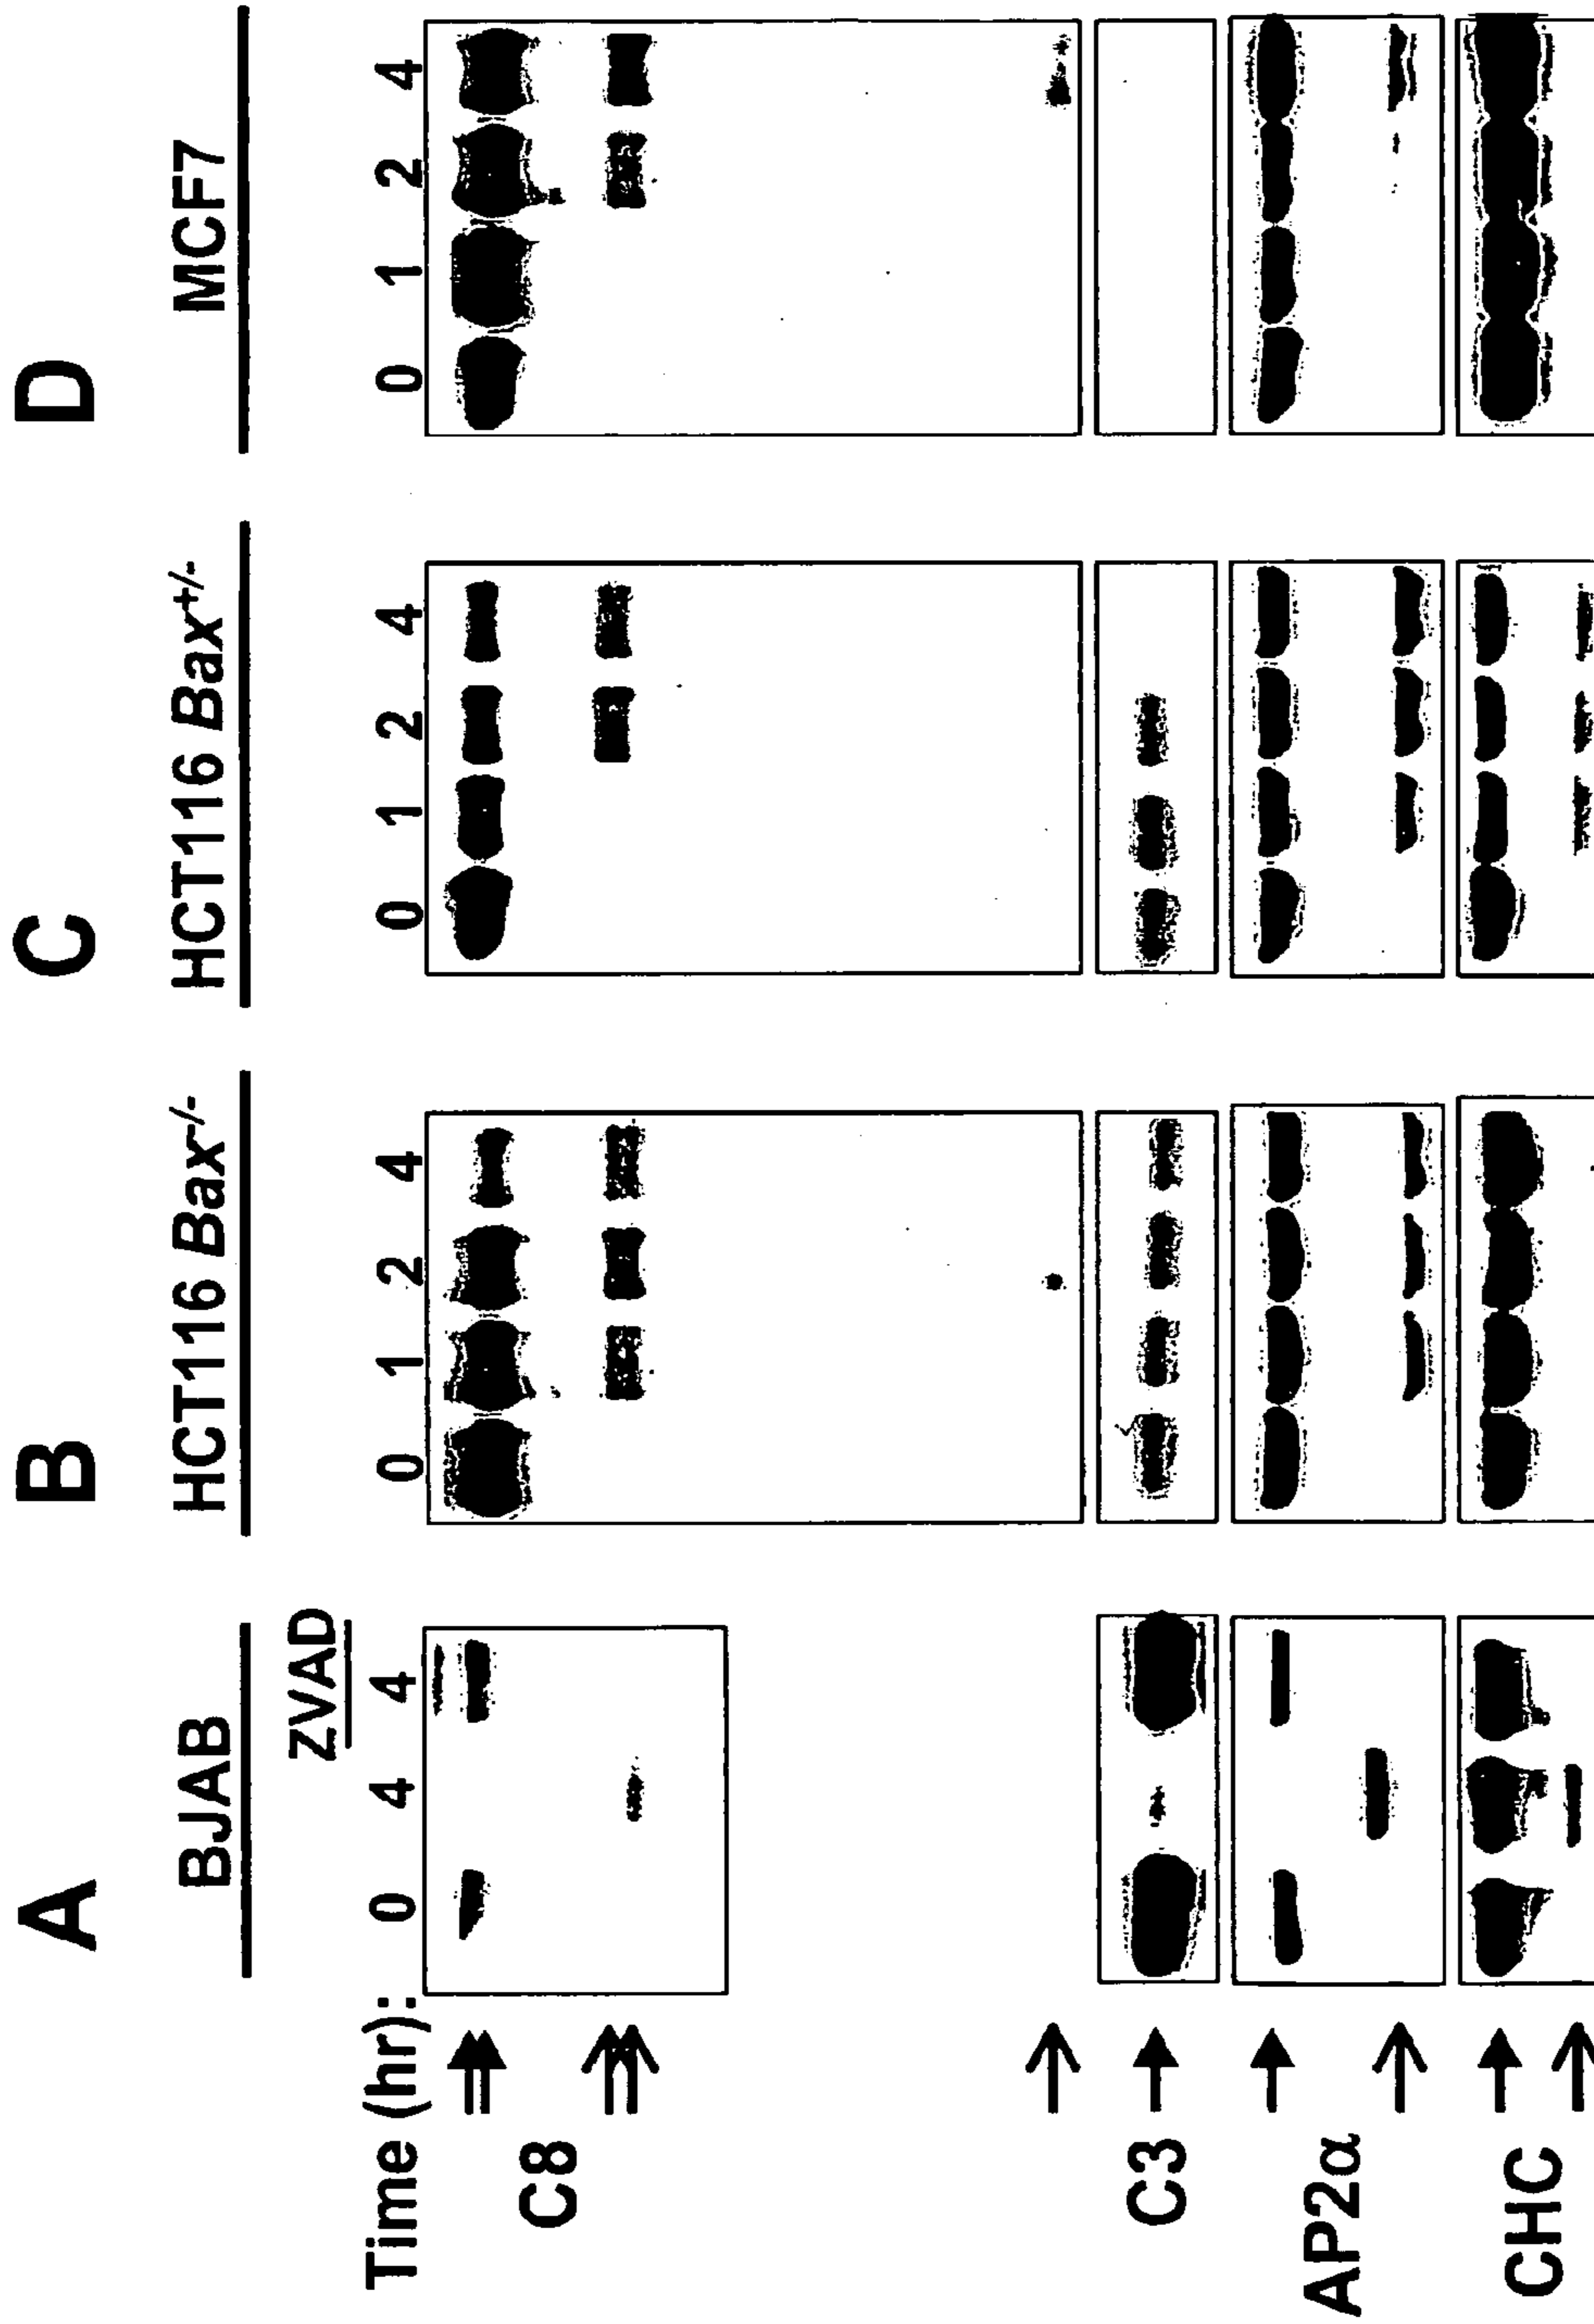 A B C D
BJAB HCT116 Bax-/- HCT116 Bax+/- MCF7
ZVAD
Time (hr): 0 4 4 0 1 2 4 0 1 2 4 0 1 2 4
C8
C3
AP2α
CHC